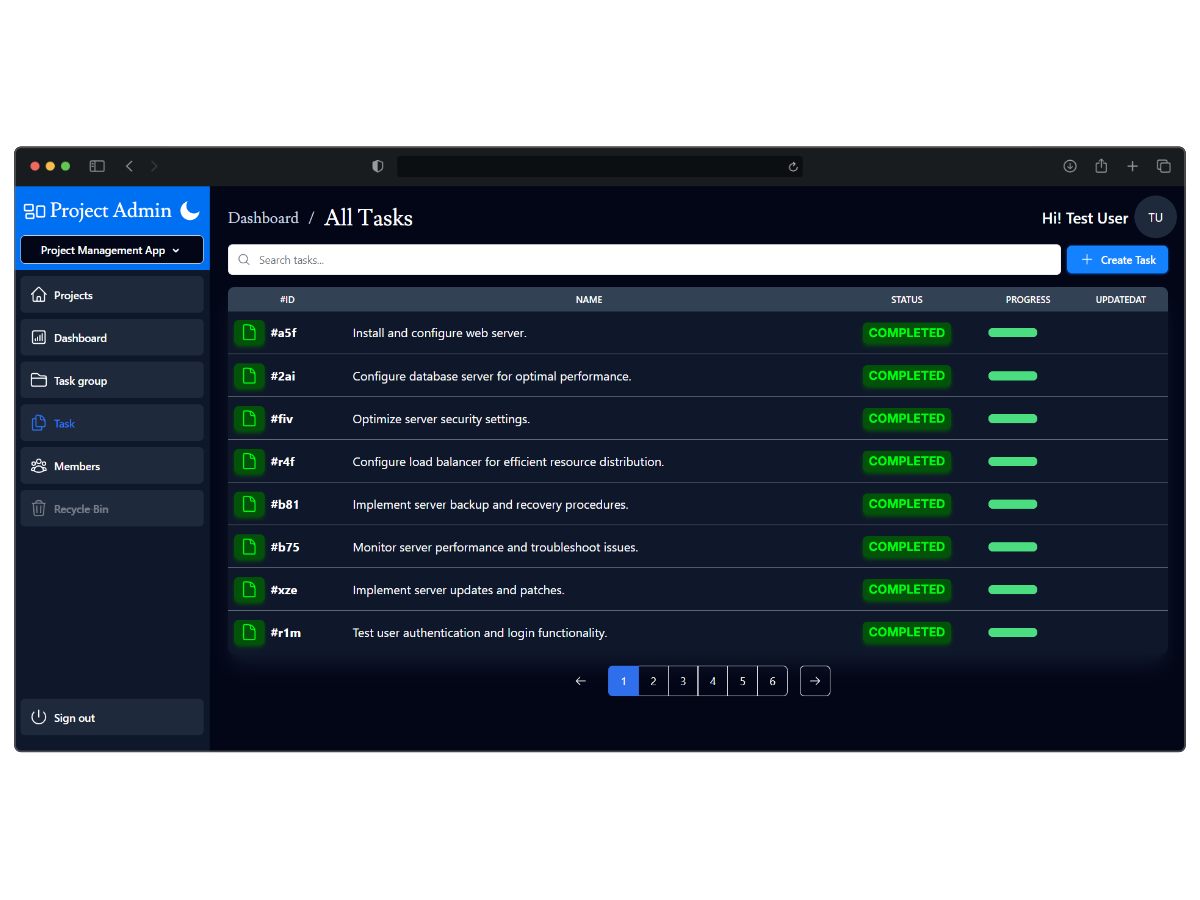 Project Admin
Project Management App
Projects
Dashboard
Task group
Task
Members
Recycle Bin
Sign out
Dashboard / All Tasks
Hi! Test User TU
Search tasks...
Create Task
#ID NAME STATUS PROGRESS UPDATEDAT
#a5f Install and configure web server. COMPLETED
#2ai Configure database server for optimal performance. COMPLETED
#fiv Optimize server security settings. COMPLETED
#r4f Configure load balancer for efficient resource distribution. COMPLETED
#b81 Implement server backup and recovery procedures. COMPLETED
#b75 Monitor server performance and troubleshoot issues. COMPLETED
#xze Implement server updates and patches. COMPLETED
#r1m Test user authentication and login functionality. COMPLETED
1 2 3 4 5 6